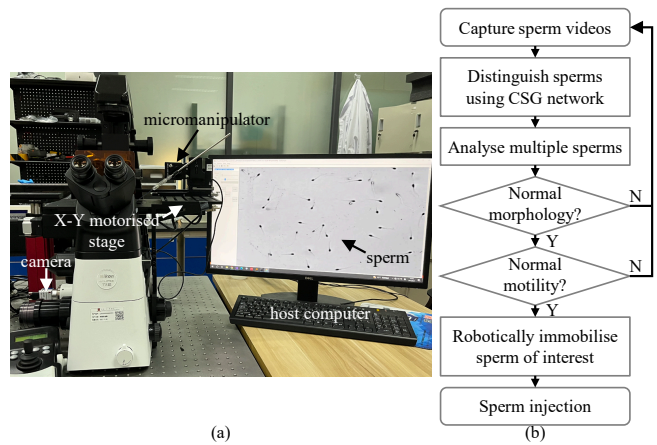 micromanipulator
X-Y motorised
stage
camera
sperm
host computer
(a)
Capture sperm videos
Distinguish sperms
using CSG network
Analyse multiple sperms
Normal
morphology?
N
Y
Normal
motility?
N
Y
Robotically immobilise
sperm of interest
Sperm injection
(b)